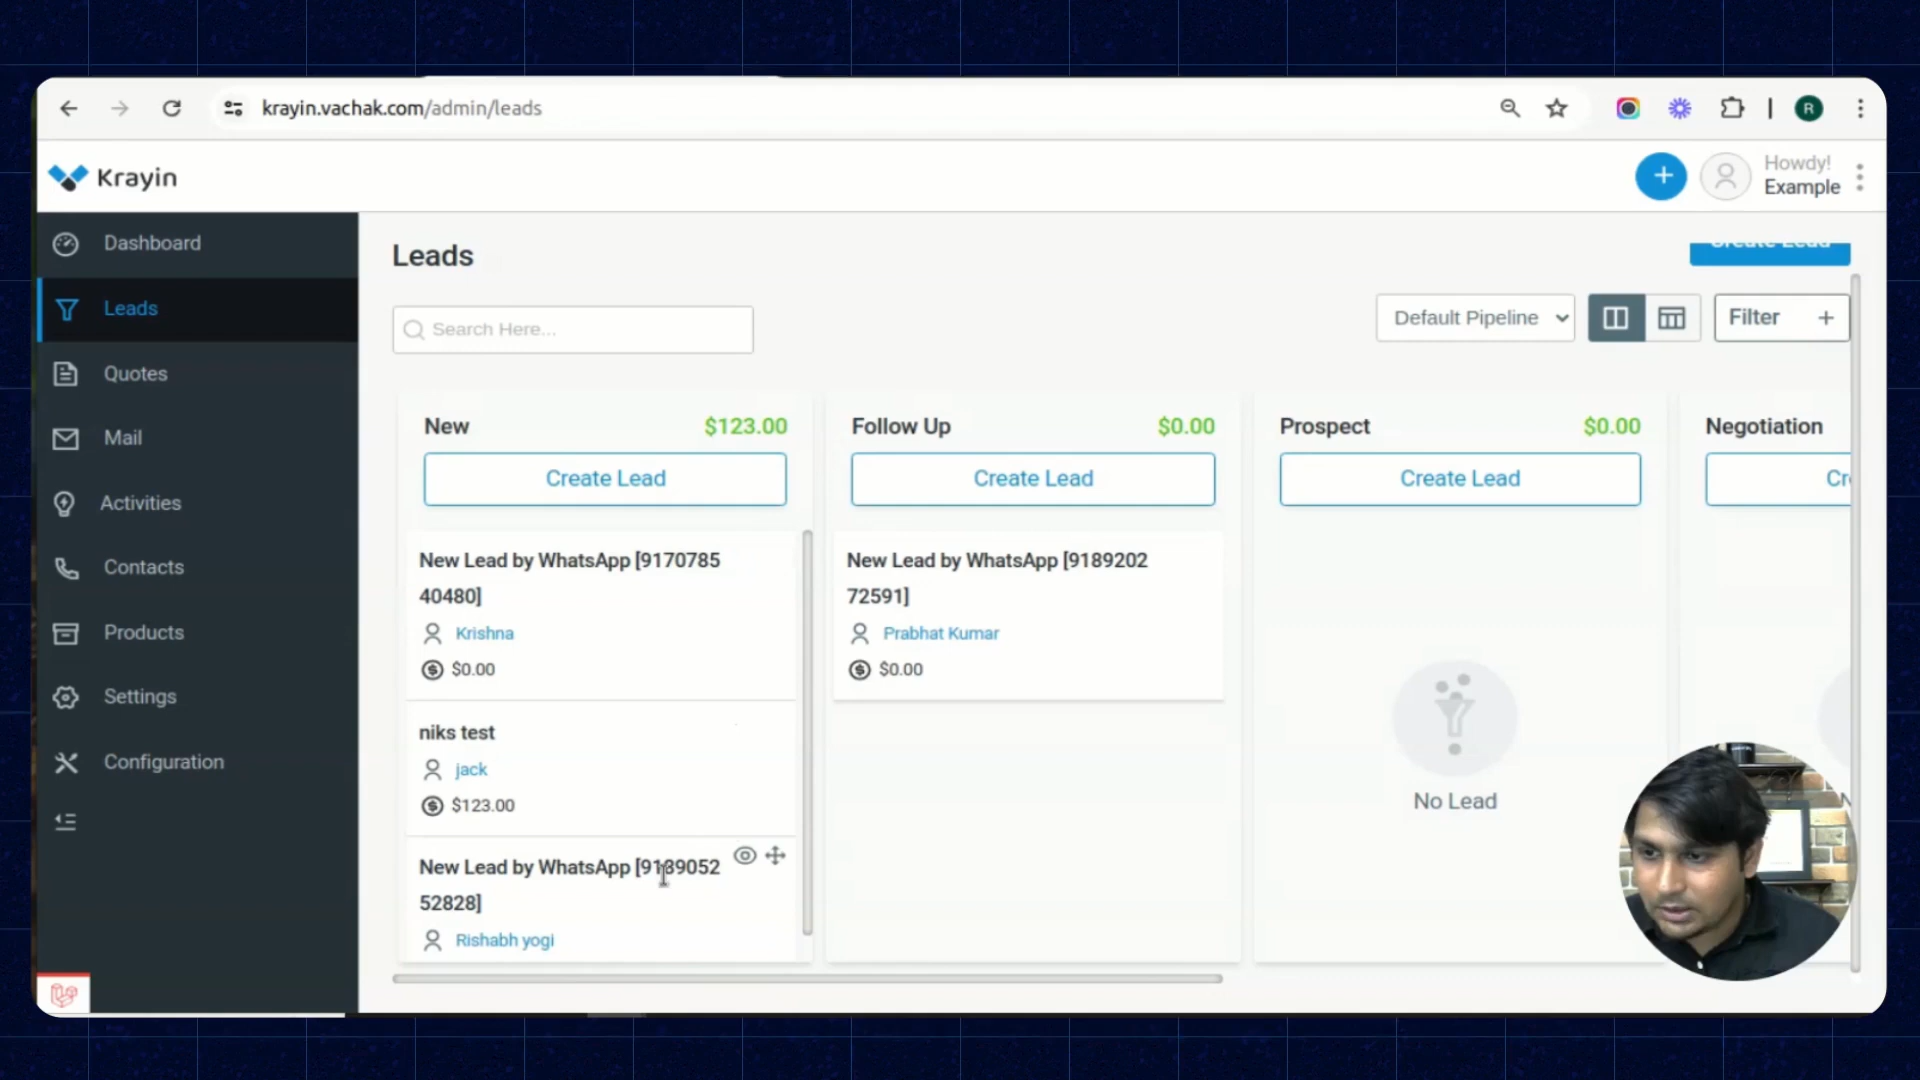 krayin.vachak.com/admin/leads
R
Krayin
Howdy!
Example
Dashboard
Leads
Quotes
Mail
Activities
Contacts
Products
Settings
Configuration
Leads
Create Lead
Search Here...
Default Pipeline
Filter +
New $123.00
Create Lead
New Lead by WhatsApp [9170785
40480]
Krishna
$0.00
niks test
jack
$123.00
New Lead by WhatsApp [9189052
52828]
Rishabh yogi
Follow Up $0.00
Create Lead
New Lead by WhatsApp [9189202
72591]
Prabhat Kumar
$0.00
Prospect $0.00
Create Lead
No Lead
Negotiation